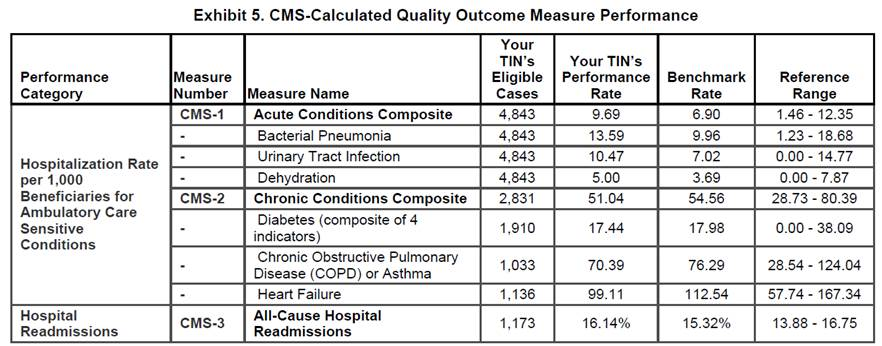 Exhibit 5. CMS-Calculated Quality Outcome Measure Performance
Performance Category Measure Number Measure Name Your TIN's Eligible Cases Your TIN's Performance Rate Benchmark Rate Reference Range
Hospitalization Rate per 1,000 Beneficiaries for Ambulatory Care Sensitive Conditions
CMS-1 Acute Conditions Composite 4,843 9.69 6.90 1.46 - 12.35
- Bacterial Pneumonia 4,843 13.59 9.96 1.23 - 18.68
- Urinary Tract Infection 4,843 10.47 7.02 0.00 - 14.77
- Dehydration 4,843 5.00 3.69 0.00 - 7.87
CMS-2 Chronic Conditions Composite 2,831 51.04 54.56 28.73 - 80.39
- Diabetes (composite of 4 indicators) 1,910 17.44 17.98 0.00 - 38.09
- Chronic Obstructive Pulmonary Disease (COPD) or Asthma 1,033 70.39 76.29 28.54 - 124.04
- Heart Failure 1,136 99.11 112.54 57.74 - 167.34
Hospital Readmissions CMS-3 All-Cause Hospital Readmissions 1,173 16.14% 15.32% 13.88 - 16.75